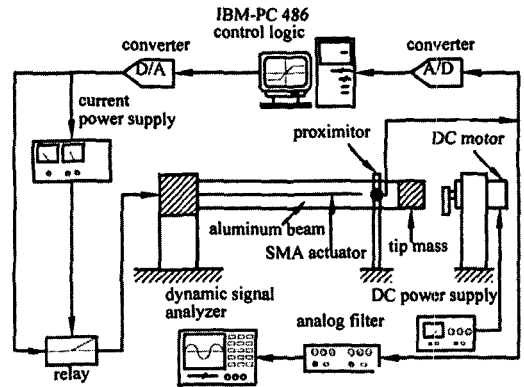 IBM-PC 486
control logic
converter
D/A
converter
A/D
current
power supply
proximitor
DC motor
aluminum beam
SMA actuator
tip mass
dynamic signal
analyzer
DC power supply
analog filter
relay